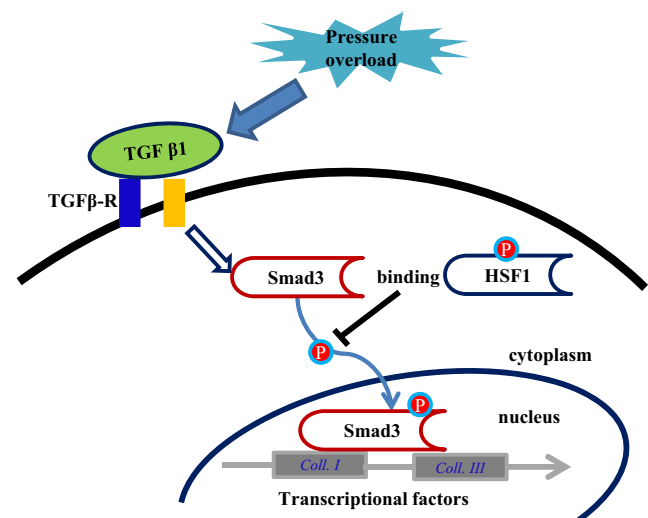 Pressure
overload
TGF β1
TGFβ-R
P
Smad3
binding
HSF1
P
cytoplasm
P
Smad3
nucleus
Coll. I
Coll. III
Transcriptional factors